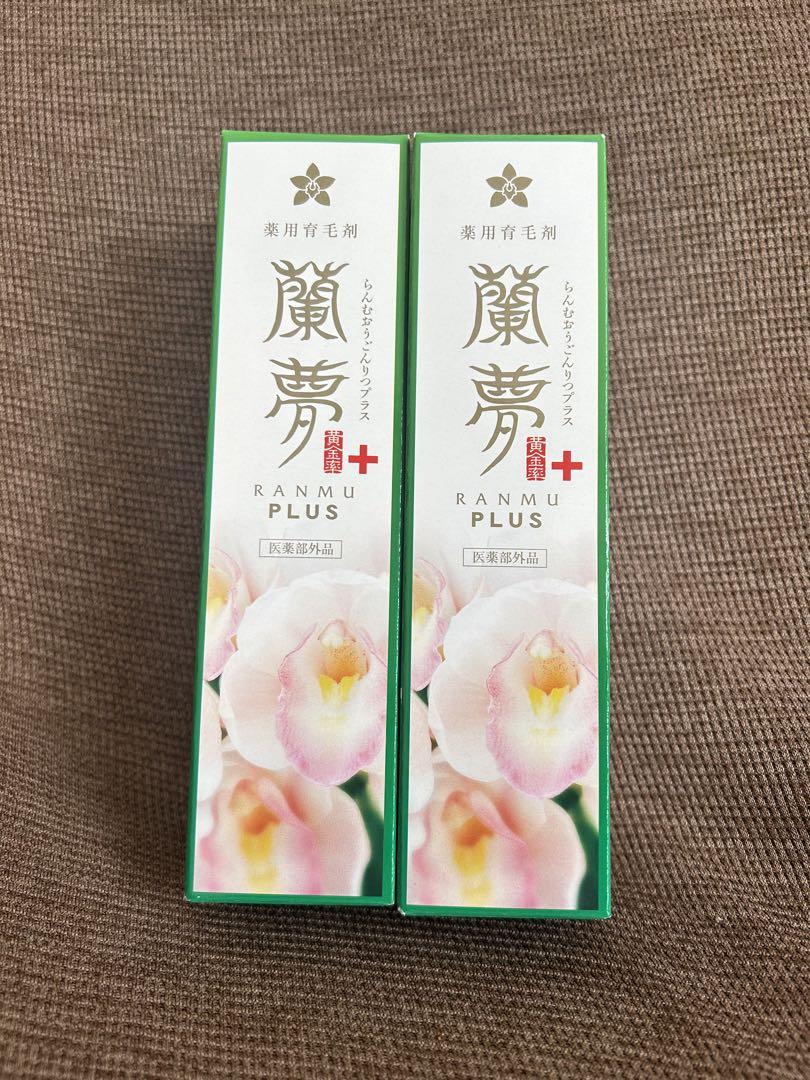 薬用育毛剤
蘭夢
らんむおうごんりつプラス
黄金率
RANMU
PLUS
医薬部外品
薬用育毛剤
蘭夢
らんむおうごんりつプラス
黄金率
RANMU
PLUS
医薬部外品